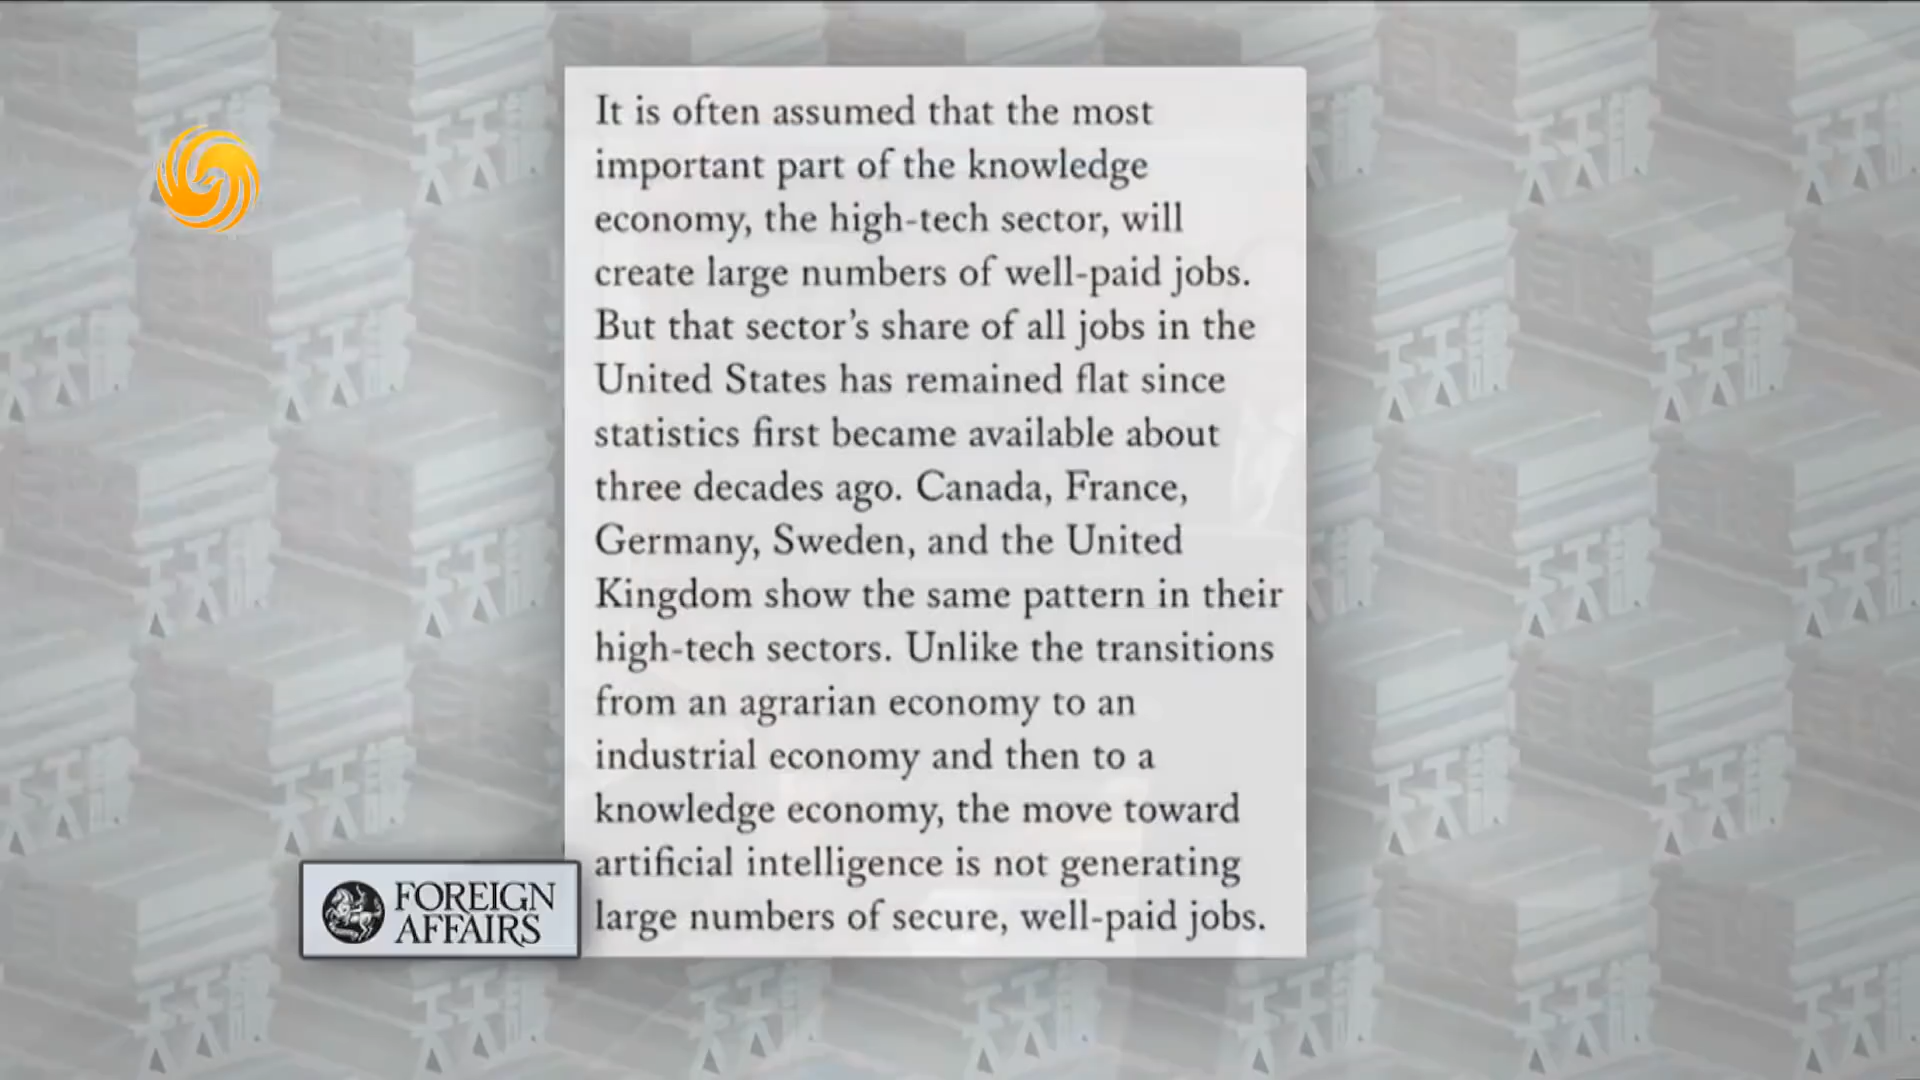 It is often assumed that the most
important part of the knowledge
economy, the high-tech sector, will
create large numbers of well-paid jobs.
But that sector’s share of all jobs in the
United States has remained flat since
statistics first became available about
three decades ago. Canada, France,
Germany, Sweden, and the United
Kingdom show the same pattern in their
high-tech sectors. Unlike the transitions
from an agrarian economy to an
industrial economy and then to a
knowledge economy, the move toward
artificial intelligence is not generating
large numbers of secure, well-paid jobs.
FOREIGN
AFFAIRS